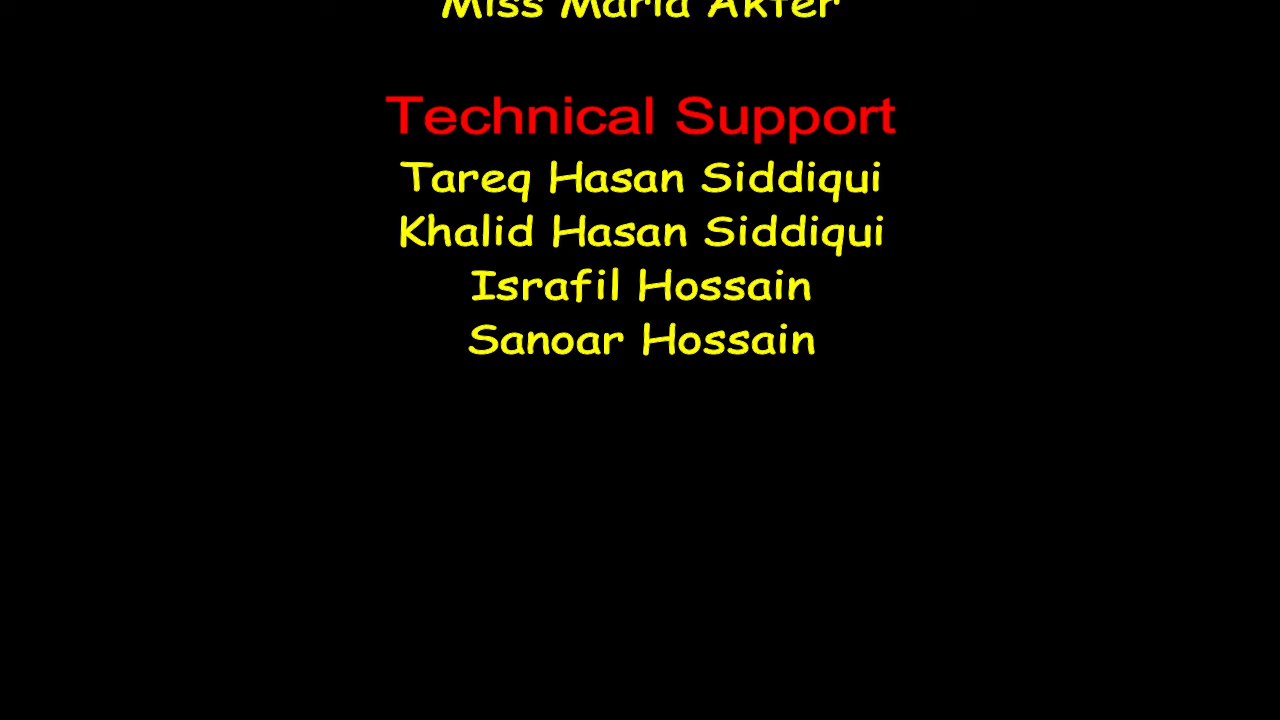 Miss Maria Akter
Technical Support
Tareq Hasan Siddiqui
Khalid Hasan Siddiqui
Israfil Hossain
Sanoar Hossain